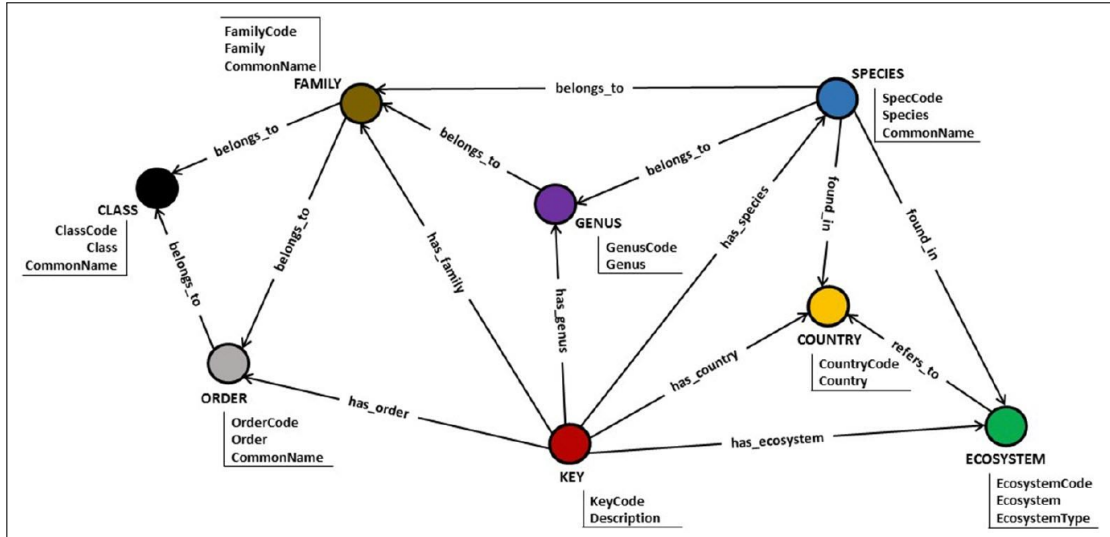 FamilyCode
Family
CommonName
FAMILY
SPECIES
SpecCode
Species
CommonName
belongs_to
belongs_to
belongs_to
belongs_to
CLASS
ClassCode
Class
CommonName
GENUS
GenusCode
Genus
found_in
found_in
has_species
belongs_to
belongs_to
has_family
has_genus
COUNTRY
CountryCode
Country
refers_to
has_country
ORDER
OrderCode
Order
CommonName
has_order
has_ecosystem
KEY
KeyCode
Description
ECOSYSTEM
EcosystemCode
Ecosystem
EcosystemType